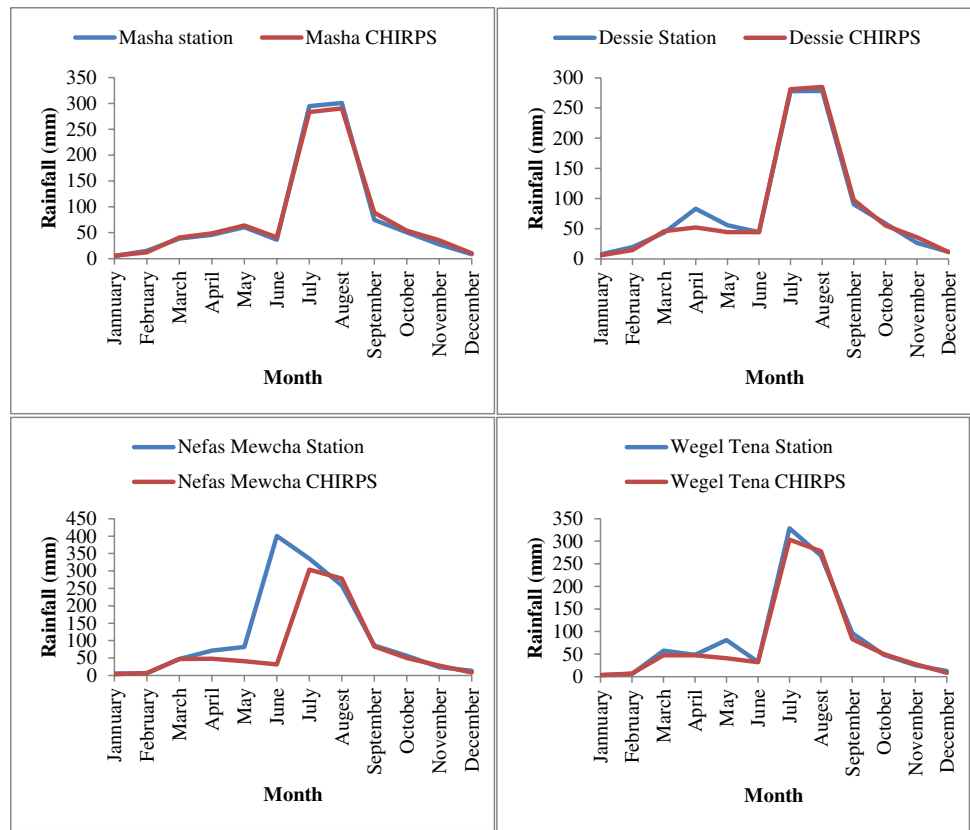 Masha station Masha CHIRPS
350
300
250
200
150
100
50
0
Rainfall (mm)
Jannuary
February
March
April
May
June
July
Augest
September
October
November
December
Month
Dessie Station Dessie CHIRPS
300
250
200
150
100
50
0
Rainfall (mm)
Jannuary
February
March
April
May
June
July
Augest
September
October
November
December
Month
Nefas Mewcha Station
Nefas Mewcha CHIRPS
450
400
350
300
250
200
150
100
50
0
Rainfall (mm)
Jannuary
February
March
April
May
June
July
Augest
September
October
November
December
Month
Wegel Tena Station
Wegel Tena CHIRPS
350
300
250
200
150
100
50
0
Rainfall (mm)
Jannuary
February
March
April
May
June
July
Augest
September
October
November
December
Month